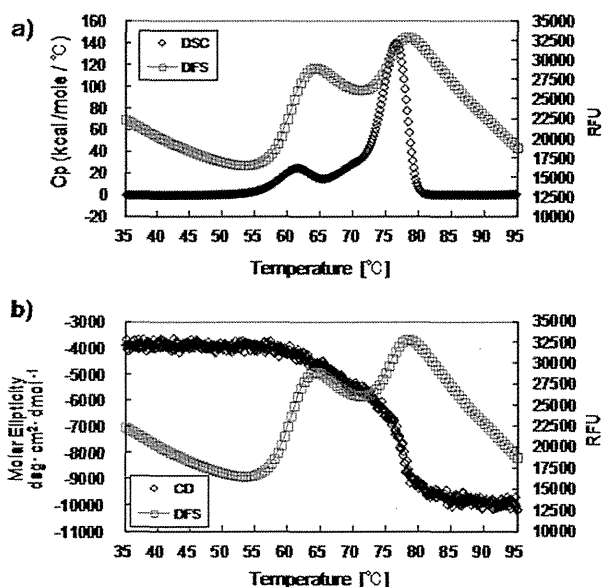 a)
160
140
120
100
80
60
40
20
0
-20
Cp (kcal/mole / °C)
DSC
DFS
35000
32500
30000
27500
25000
22500
20000
17500
15000
12500
10000
RFU
35 40 45 50 55 60 65 70 75 80 85 90 95
Temperature [°C]
b)
-3000
-4000
-5000
-6000
-7000
-8000
-9000
-10000
-11000
Molar Ellipticity
deg· cm²· dmol-1
CD
DFS
35000
32500
30000
27500
25000
22500
20000
17500
15000
12500
10000
RFU
35 40 45 50 55 60 65 70 75 80 85 90 95
Temperature [°C]